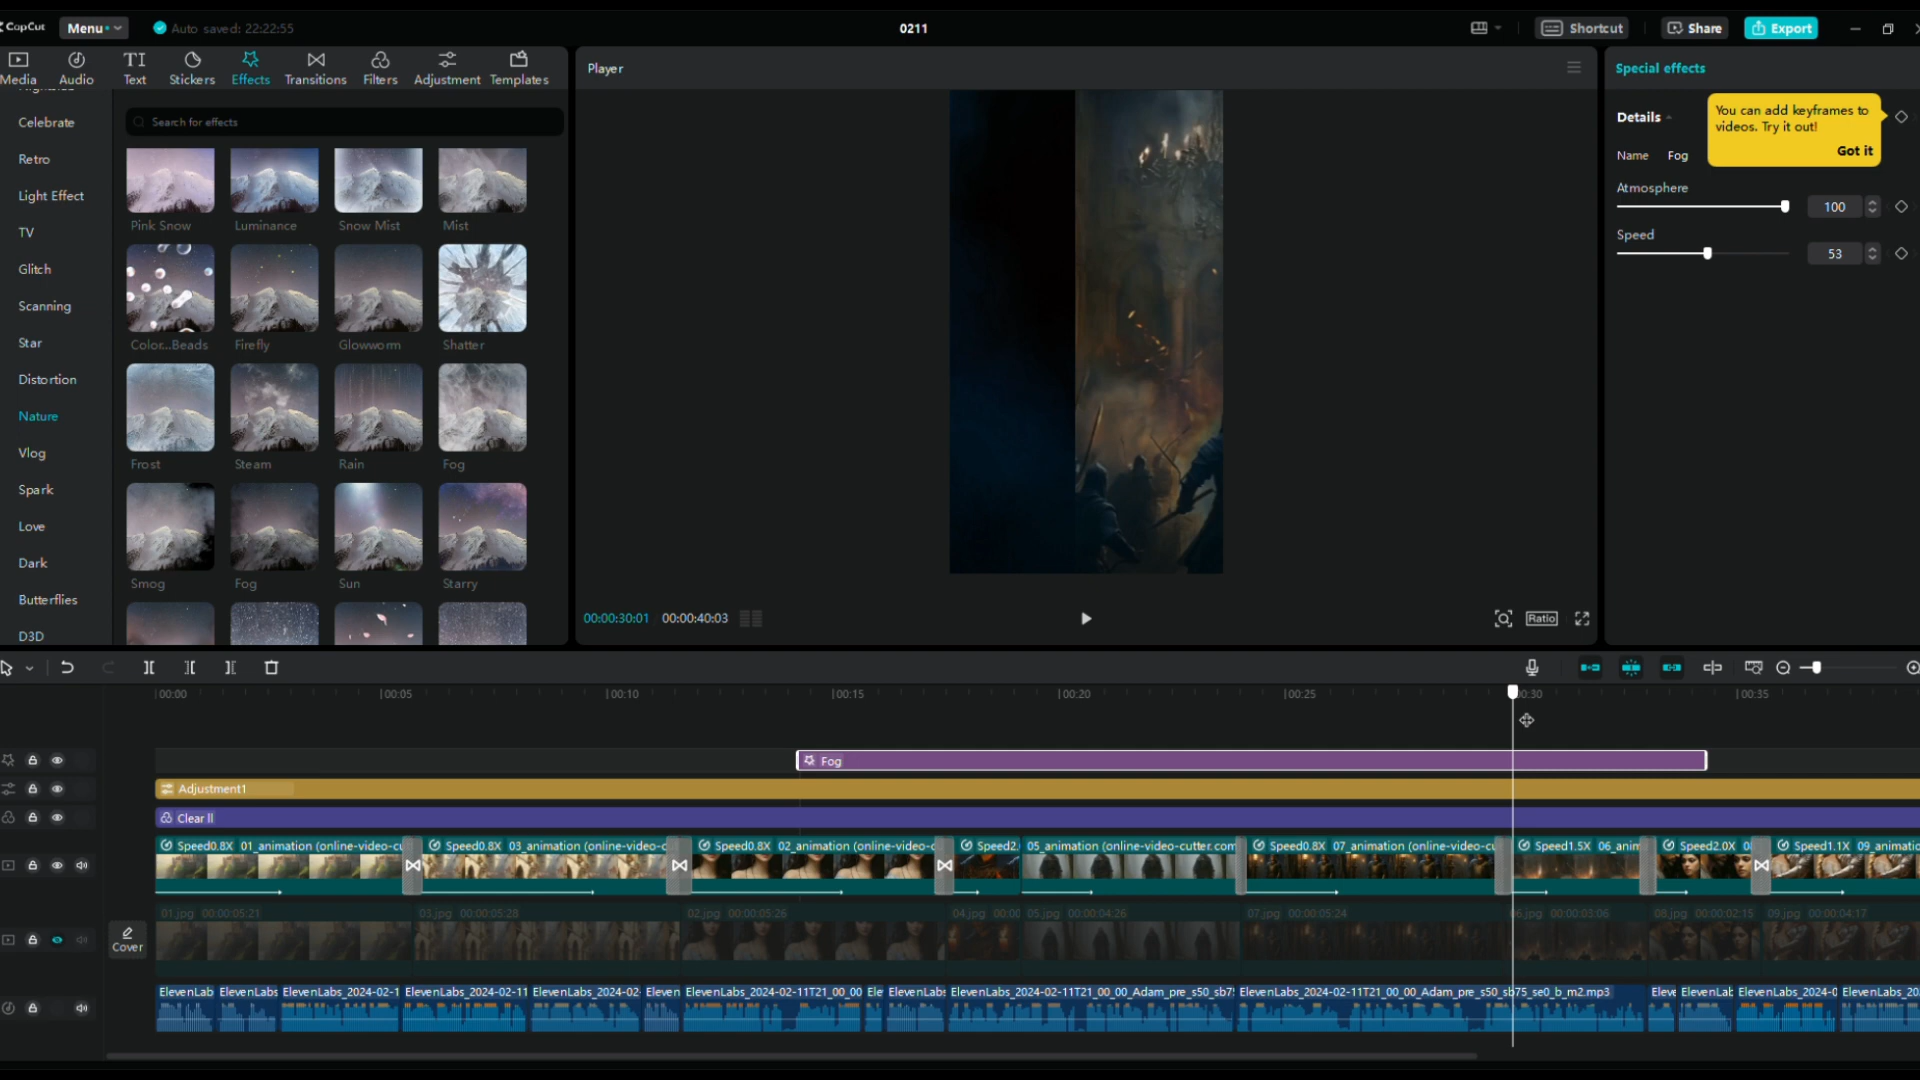 CapCut
Menu
Auto saved: 22:22:55
0211
Shortcut
Share
Export
Media
Audio
Text
Stickers
Effects
Transitions
Filters
Adjustment
Templates
Player
Special effects
Celebrate
Retro
Light Effect
TV
Glitch
Scanning
Star
Distortion
Nature
Vlog
Spark
Love
Dark
Butterflies
D3D
Search for effects
Pink Snow
Luminance
Snow Mist
Mist
Color...Beads
Firefly
Glowworm
Shatter
Frost
Steam
Rain
Fog
Smog
Fog
Sun
Starry
00:00:30:01
00:00:40:03
Ratio
Details
You can add keyframes to
videos. Try it out!
Got it
Name
Fog
Atmosphere
100
Speed
53
00:00
00:05
00:10
00:15
00:20
00:25
00:30
00:35
Fog
Adjustment1
Clear II
Speed0.8X 01_animation (online-video-cu
Speed0.8X 03_animation (online-video-c
Speed0.8X 02_animation (online-video-c
Speed2.
05_animation (online-video-cutter.com
Speed0.8X 07_animation (online-video-cu
Speed1.5X 06_anim
Speed2.0X 0
Speed1.1X 09_animatio
Cover
01.jpg 00:00:05:21
03.jpg 00:00:05:28
02.jpg 00:00:05:26
04.jpg 00:00
05.jpg 00:00:04:26
07.jpg 00:00:05:24
06.jpg 00:00:03:06
08.jpg 00:00:02:15
09.jpg 00:00:04:17
ElevenLab
ElevenLabs
ElevenLabs_2024-02-1
ElevenLabs_2024-02-11
ElevenLabs_2024-02-
Eleven
ElevenLabs_2024-02-11T21_00_00
Ele
ElevenLabs
ElevenLabs_2024-02-11T21_00_00_Adam_pre_s50_sb75
ElevenLabs_2024-02-11T21_00_00_Adam_pre_s50_sb75_se0_b_m2.mp3
Eleve
ElevenLab
ElevenLabs_2024-0
ElevenLabs_20